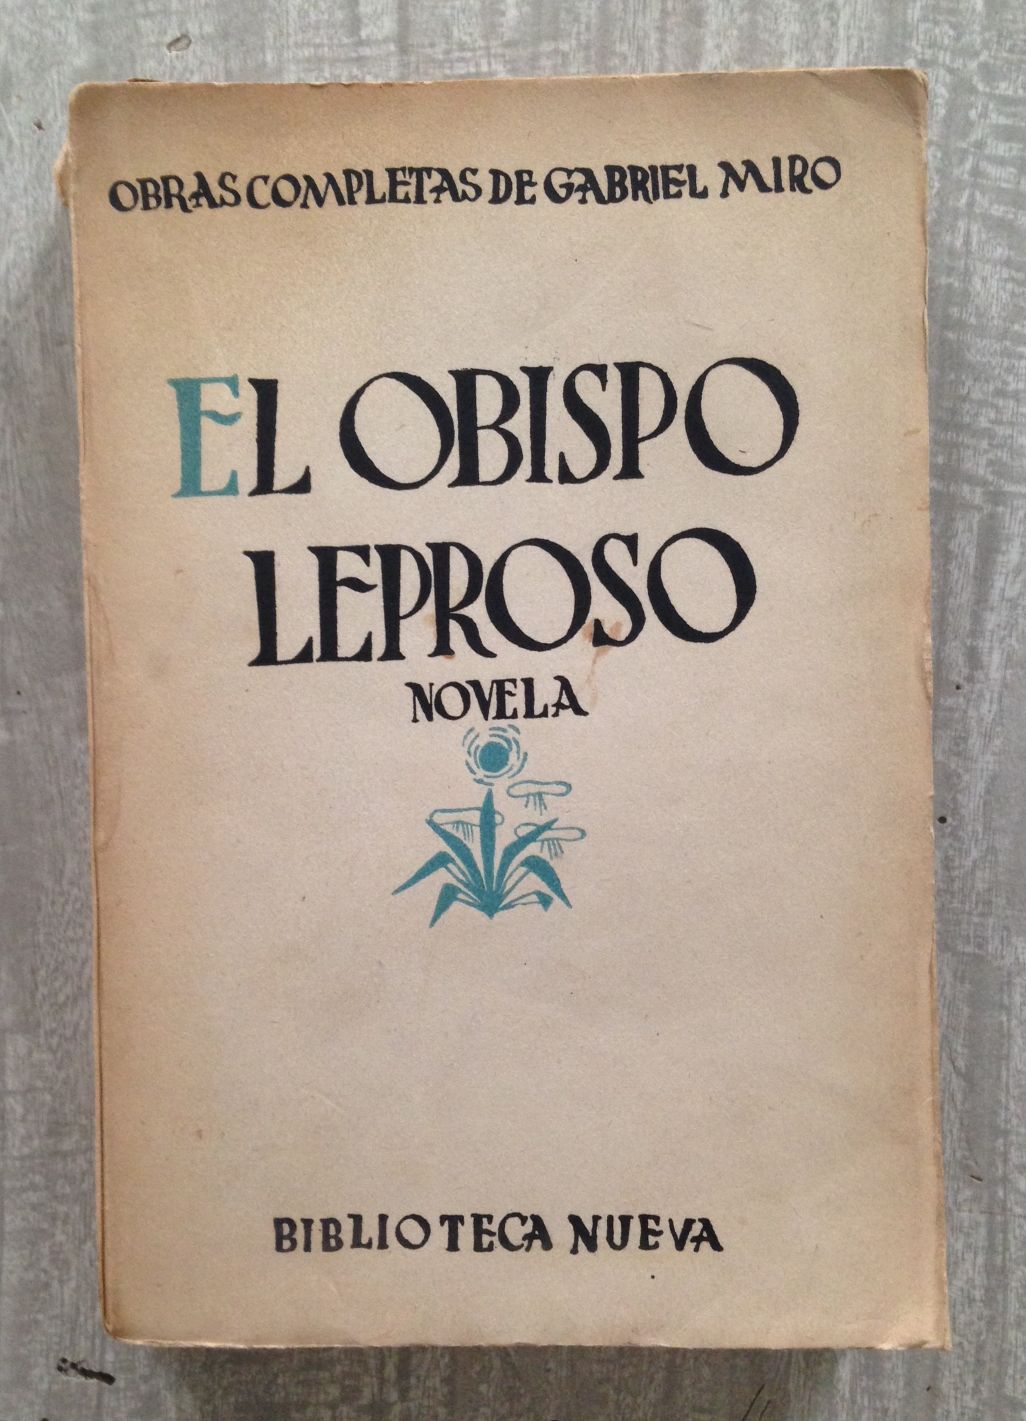 OBRAS COMPLETAS DE GABRIEL MIRO
EL OBISPO
LEPROSO
NOVELA
BIBLIOTECA NUEVA